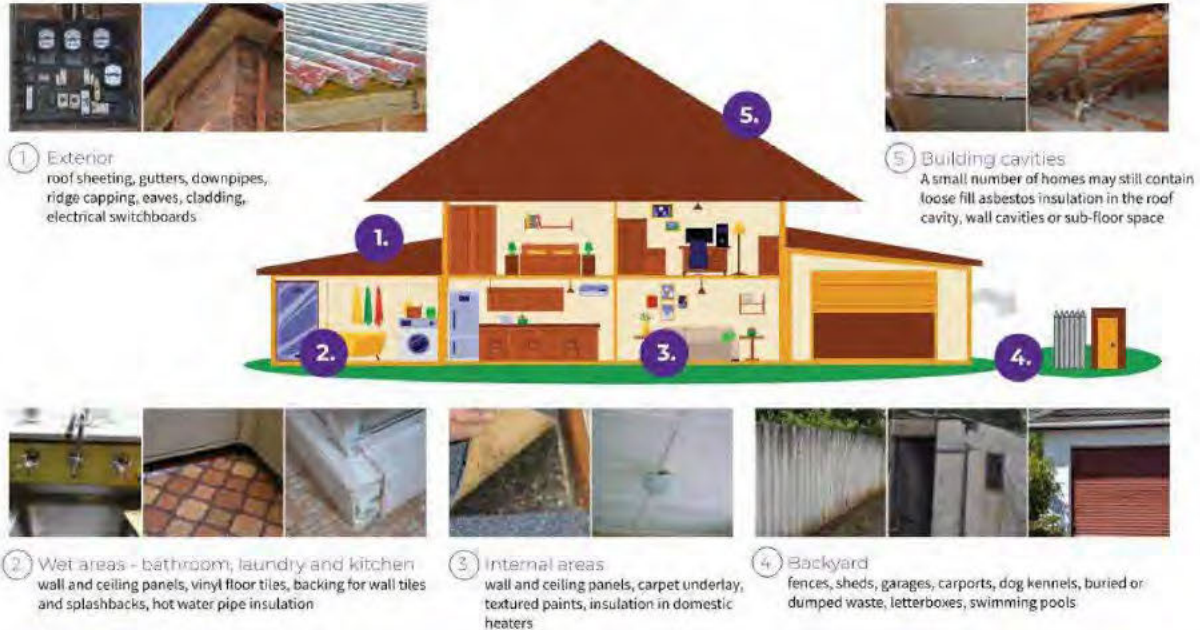 1 Exterior
roof sheeting, gutters, downpipes,
ridge capping, eaves, cladding,
electrical switchboards
5 Building cavities
A small number of homes may still contain
loose fill asbestos insulation in the roof
cavity, wall cavities or sub-floor space
5.
1.
2.
3.
4.
2 Wet areas - bathroom, laundry and kitchen
wall and ceiling panels, vinyl floor tiles, backing for wall tiles
and splashbacks, hot water pipe insulation
3 Internal areas
wall and ceiling panels, carpet underlay,
textured paints, insulation in domestic
heaters
4 Backyard
fences, sheds, garages, carports, dog kennels, buried or
dumped waste, letterboxes, swimming pools